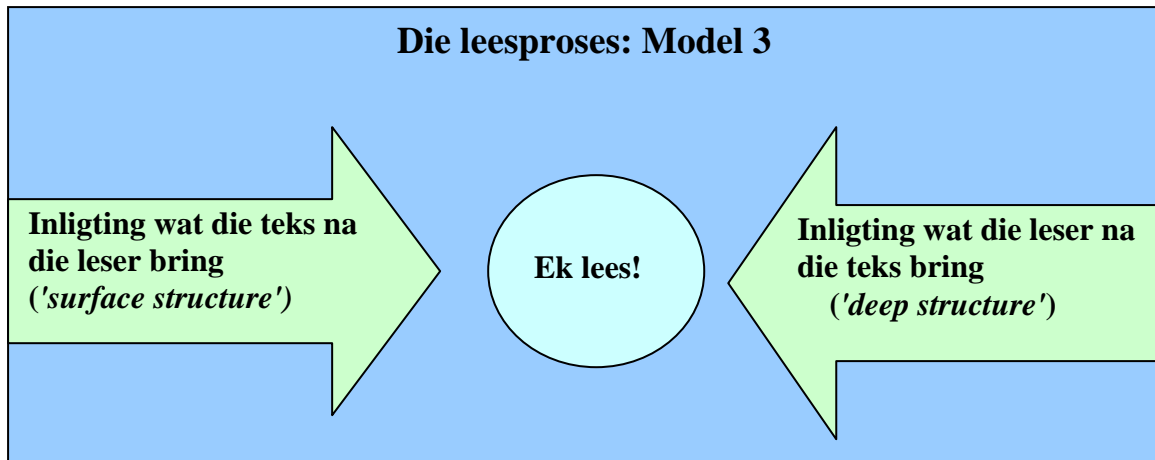 Die leesproses: Model 3
Inligting wat die teks na
die leser bring
('surface structure')
Ek lees!
Inligting wat die leser na
die teks bring
('deep structure')